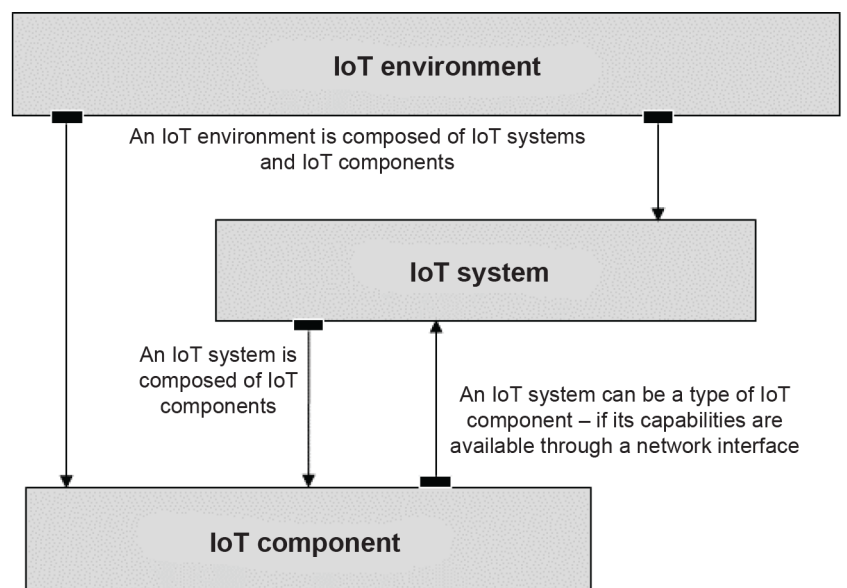 IoT environment
An IoT environment is composed of IoT systems
and IoT components
IoT system
An IoT system is
composed of IoT
components
An IoT system can be a type of IoT
component – if its capabilities are
available through a network interface
IoT component